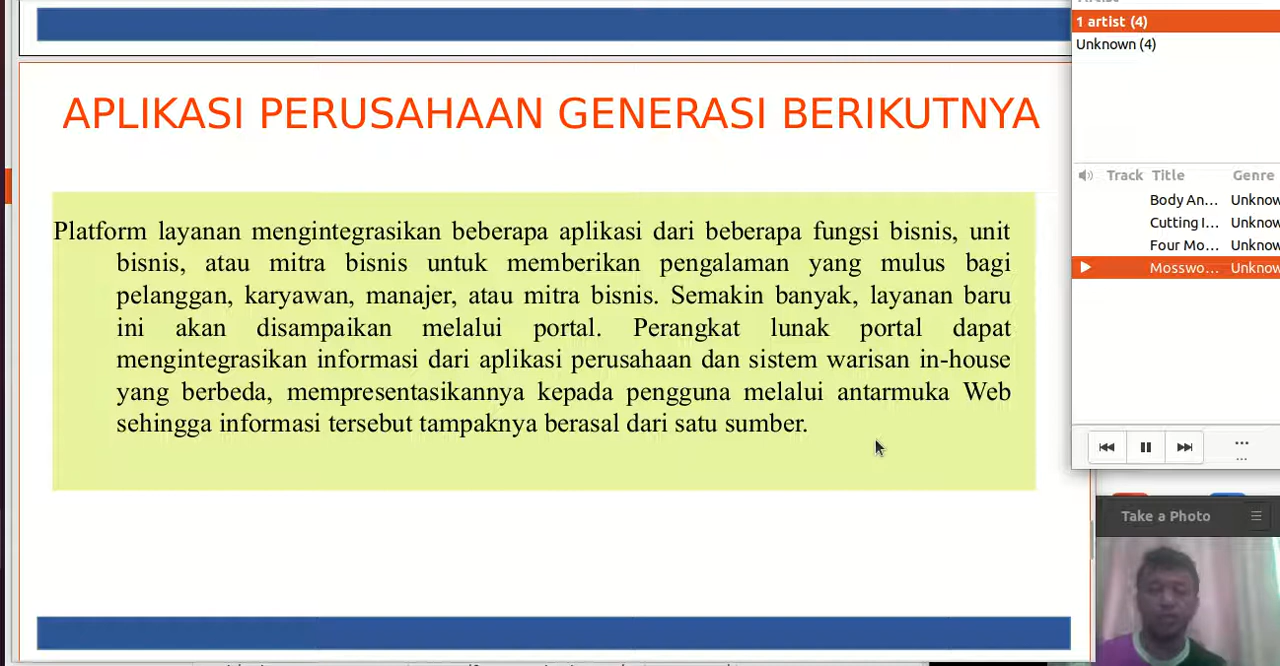 APLIKASI PERUSAHAAN GENERASI BERIKUTNYA
Platform layanan mengintegrasikan beberapa aplikasi dari beberapa fungsi bisnis, unit
bisnis, atau mitra bisnis untuk memberikan pengalaman yang mulus bagi
pelanggan, karyawan, manajer, atau mitra bisnis. Semakin banyak, layanan baru
ini akan disampaikan melalui portal. Perangkat lunak portal dapat
mengintegrasikan informasi dari aplikasi perusahaan dan sistem warisan in-house
yang berbeda, mempresentasikannya kepada pengguna melalui antarmuka Web
sehingga informasi tersebut tampaknya berasal dari satu sumber.
1 artist (4)
Unknown (4)
Track Title Genre
Body An... Unknow
Cutting I... Unknow
Four Mo... Unknow
Mosswo... Unknow
... 
...
Take a Photo